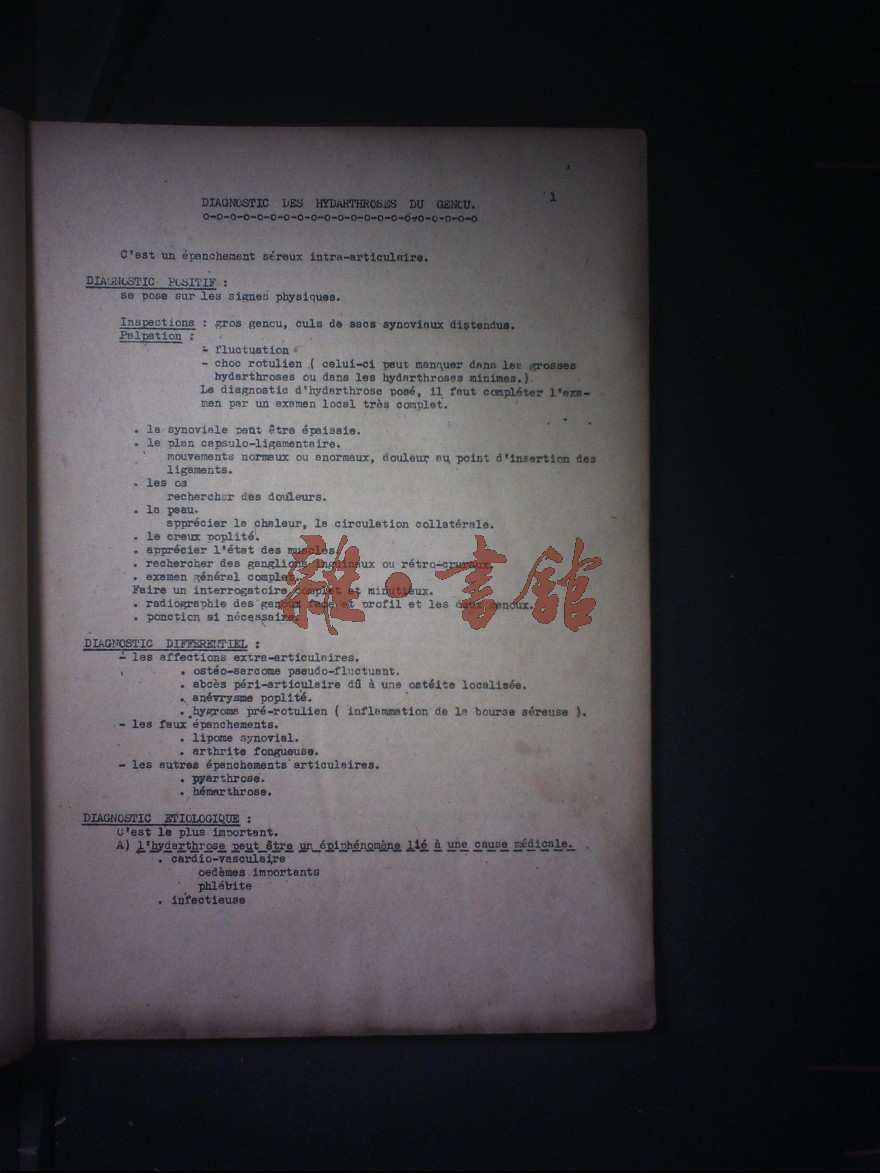 1
DIAGNOSTIC DES HYDARTHROSES DU GENOU.
o-o-o-o-o-o-o-o-o-o-o-o-o-o-o-o-o-o-o-o-o
C'est un épanchement séreux intra-articulaire.
DIAGNOSTIC POSITIF :
se pose sur les signes physiques.
Inspections : gros genou, culs de sacs synoviaux distendus.
Palpation :
- fluctuation
- choc rotulien ( celui-ci peut manquer dans les grosses
hydarthroses ou dans les hydarthroses minimes.)
Le diagnostic d'hydarthrose posé, il faut compléter l'exa-
men par un examen local très complet.
. la synoviale peut être épaissie.
. le plan capsulo-ligamentaire.
mouvements normaux ou anormaux, douleur au point d'insertion des
ligaments.
. les os
rechercher des douleurs.
. la peau.
apprécier la chaleur, la circulation collatérale.
. le creux poplité.
. apprécier l'état des muscles.
. rechercher des ganglions inguinaux ou rétro-cruraux.
. examen général complet.
Faire un interrogatoire complet et minutieux.
. radiographie des genoux face et profil et les deux genoux.
. ponction si nécessaire.
雜·書館
DIAGNOSTIC DIFFERENTIEL :
- les affections extra-articulaires.
. ostéo-sarcome pseudo-fluctuant.
. abcès péri-articulaire dû à une ostéite localisée.
. anévrysme poplité.
. hygroma pré-rotulien ( inflammation de la bourse séreuse ).
- les faux épanchements.
. lipome synovial.
. arthrite fongueuse.
- les autres épanchements articulaires.
. pyarthrose.
. hémarthrose.
DIAGNOSTIC ETIOLOGIQUE :
C'est le plus important.
A) l'hydarthrose peut être un épiphénomène lié à une cause médicale.
. cardio-vasculaire
oedèmes importants
phlébite
. infectieuse